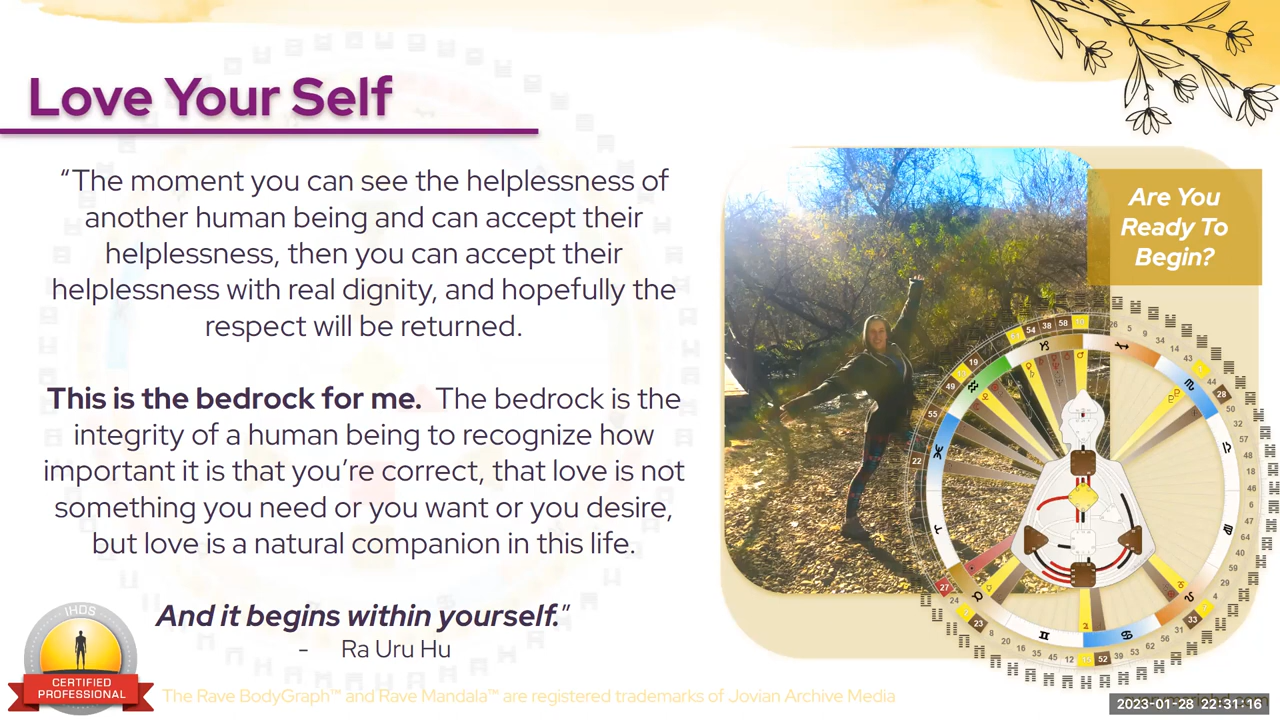 Love Your Self
“The moment you can see the helplessness of
another human being and can accept their
helplessness, then you can accept their
helplessness with real dignity, and hopefully the
respect will be returned.
This is the bedrock for me. The bedrock is the
integrity of a human being to recognize how
important it is that you’re correct, that love is not
something you need or you want or you desire,
but love is a natural companion in this life.
And it begins within yourself.”
- Ra Uru Hu
Are You
Ready To
Begin?
IHDS
CERTIFIED
PROFESSIONAL
The Rave BodyGraph™ and Rave Mandala™ are registered trademarks of Jovian Archive Media
2023-01-28 22:31:16